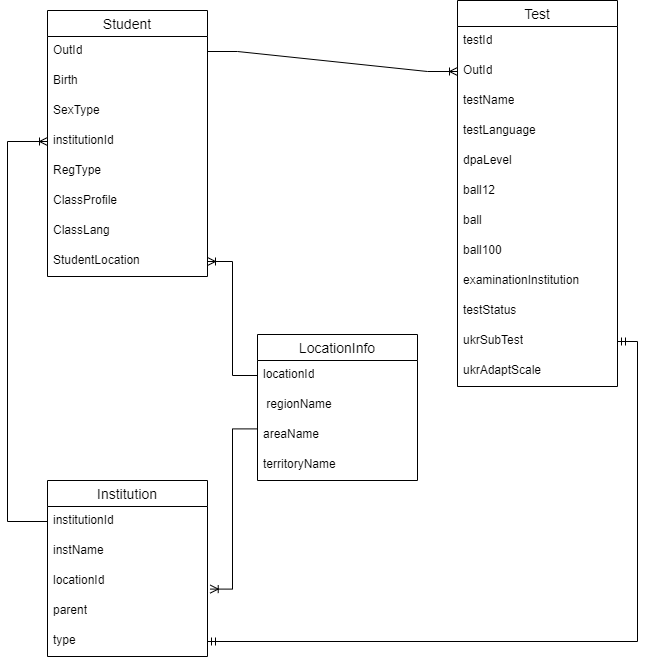 Student
OutId
Birth
SexType
institutionId
RegType
ClassProfile
ClassLang
StudentLocation
Test
testId
OutId
testName
testLanguage
dpaLevel
ball12
ball
ball100
examinationInstitution
testStatus
ukrSubTest
ukrAdaptScale
LocationInfo
locationId
regionName
areaName
territoryName
Institution
institutionId
instName
locationId
parent
type